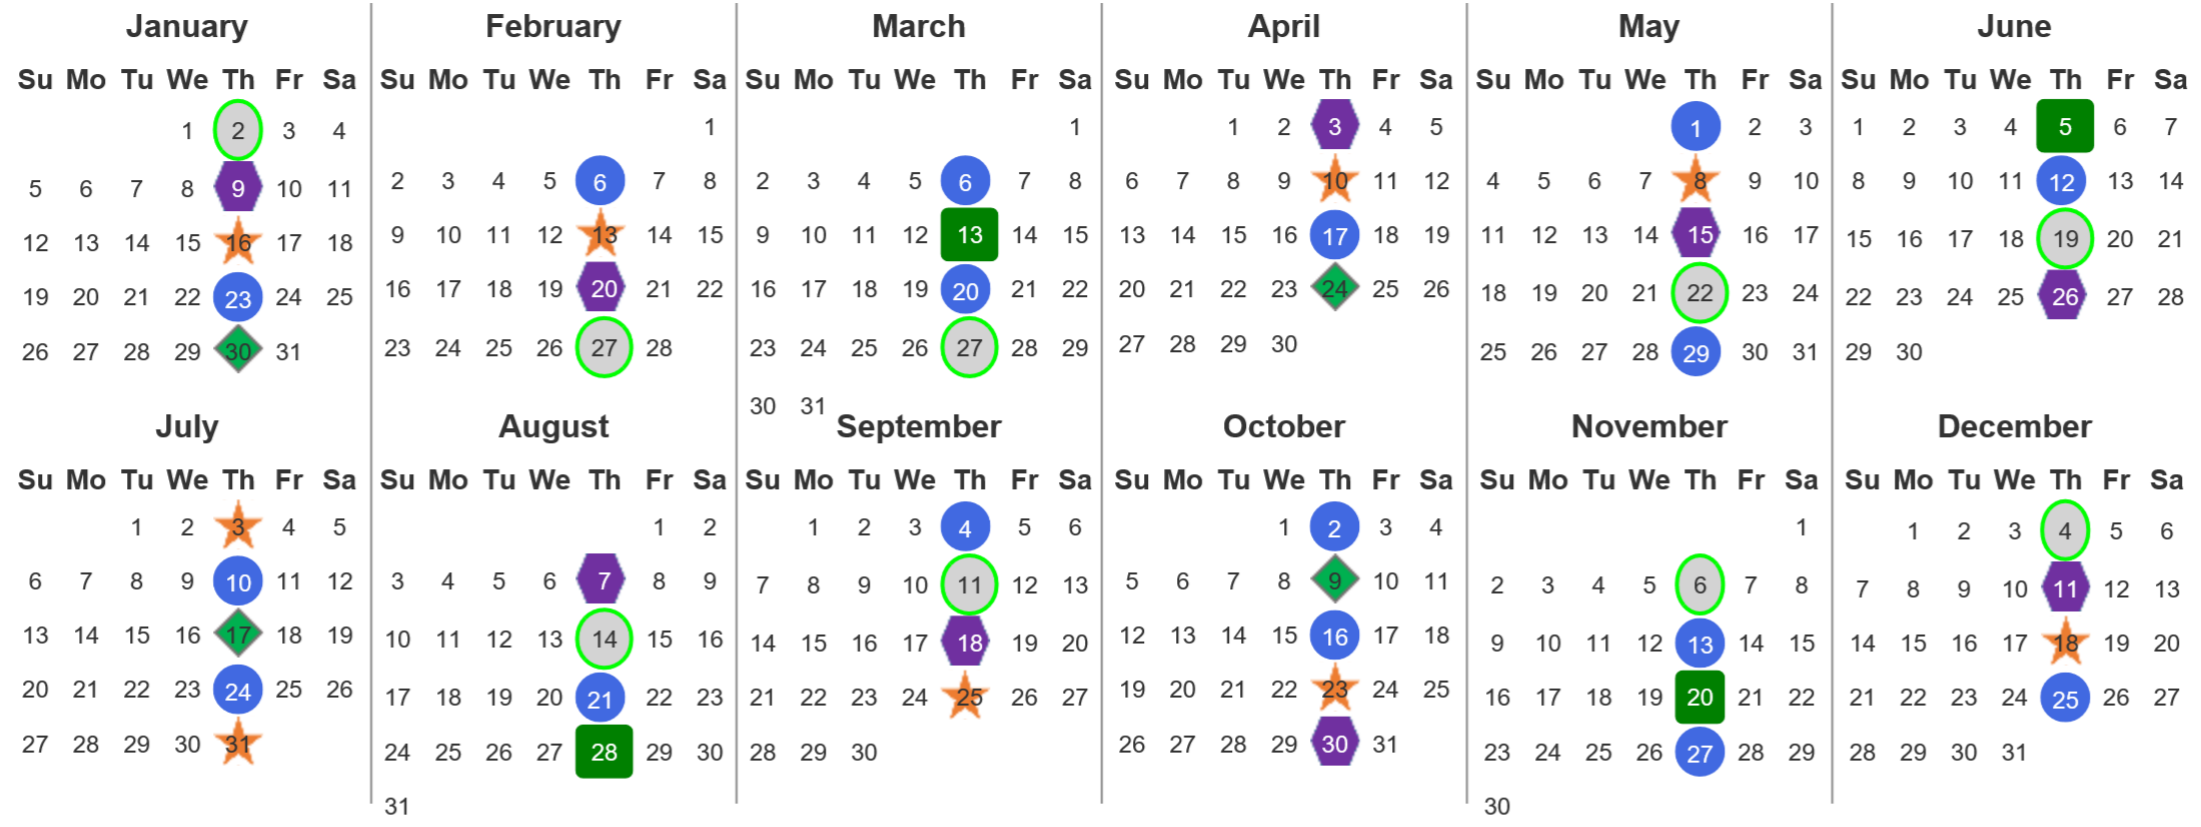 January
Su Mo Tu We Th Fr Sa
1 2 3 4
5 6 7 8 9 10 11
12 13 14 15 16 17 18
19 20 21 22 23 24 25
26 27 28 29 30 31
February
Su Mo Tu We Th Fr Sa
1
2 3 4 5 6 7 8
9 10 11 12 13 14 15
16 17 18 19 20 21 22
23 24 25 26 27 28
March
Su Mo Tu We Th Fr Sa
1
2 3 4 5 6 7 8
9 10 11 12 13 14 15
16 17 18 19 20 21 22
23 24 25 26 27 28 29
30 31
April
Su Mo Tu We Th Fr Sa
1 2 3 4 5
6 7 8 9 10 11 12
13 14 15 16 17 18 19
20 21 22 23 24 25 26
27 28 29 30
May
Su Mo Tu We Th Fr Sa
1 2 3
4 5 6 7 8 9 10
11 12 13 14 15 16 17
18 19 20 21 22 23 24
25 26 27 28 29 30 31
June
Su Mo Tu We Th Fr Sa
1 2 3 4 5 6 7
8 9 10 11 12 13 14
15 16 17 18 19 20 21
22 23 24 25 26 27 28
29 30
July
Su Mo Tu We Th Fr Sa
1 2 3 4 5
6 7 8 9 10 11 12
13 14 15 16 17 18 19
20 21 22 23 24 25 26
27 28 29 30 31
August
Su Mo Tu We Th Fr Sa
1 2
3 4 5 6 7 8 9
10 11 12 13 14 15 16
17 18 19 20 21 22 23
24 25 26 27 28 29 30
31
September
Su Mo Tu We Th Fr Sa
1 2 3 4 5 6
7 8 9 10 11 12 13
14 15 16 17 18 19 20
21 22 23 24 25 26 27
28 29 30
October
Su Mo Tu We Th Fr Sa
1 2 3 4
5 6 7 8 9 10 11
12 13 14 15 16 17 18
19 20 21 22 23 24 25
26 27 28 29 30 31
November
Su Mo Tu We Th Fr Sa
1
2 3 4 5 6 7 8
9 10 11 12 13 14 15
16 17 18 19 20 21 22
23 24 25 26 27 28 29
30
December
Su Mo Tu We Th Fr Sa
1 2 3 4 5 6
7 8 9 10 11 12 13
14 15 16 17 18 19 20
21 22 23 24 25 26 27
28 29 30 31